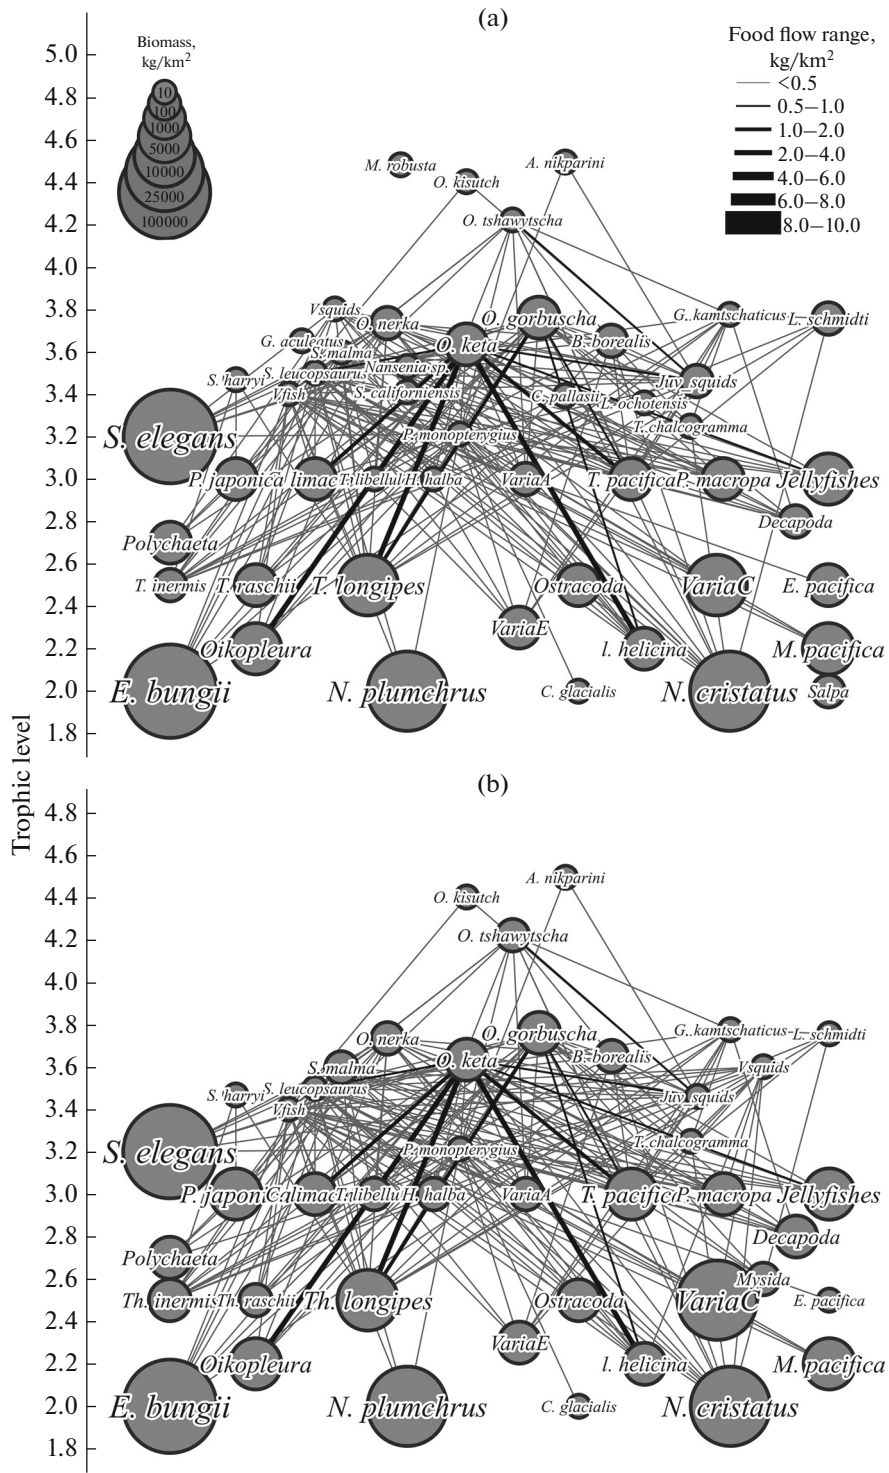 (a)
5.0
4.8
4.6
4.4
4.2
4.0
3.8
3.6
3.4
3.2
3.0
2.8
2.6
2.4
2.2
2.0
1.8
Biomass,
kg/km2
10
100
1000
5000
10000
25000
100000
Food flow range,
kg/km2
<0.5
0.5–1.0
1.0–2.0
2.0–4.0
4.0–6.0
6.0–8.0
8.0–10.0
M. robusta
A. nikparini
O. kisutch
O. tshawytscha
Vsquids
O. nerka
O. gorbuscha
G. kamtschaticus
L. schmidti
G. aculeatus
S. malma
O. keta
B. borealis
S. harryi
S. leucopsaurus
Nansenia sp.
Juv_squids
Vfish
S. californiensis
C. pallasii
L. ochotensis
S. elegans
P. monopterygius
T. chalcogramma
P. japonica
C. limac
T. libellul
H. halba
VariaA
T. pacifica
P. macropa
Jellyfishes
Decapoda
Polychaeta
T. inermis
T. raschii
T. longipes
Ostracoda
VariaC
E. pacifica
VariaE
Oikopleura
l. helicina
M. pacifica
E. bungii
N. plumchrus
C. glacialis
N. cristatus
Salpa
Trophic level
(b)
4.8
4.6
4.4
4.2
4.0
3.8
3.6
3.4
3.2
3.0
2.8
2.6
2.4
2.2
2.0
1.8
A. nikparini
O. kisutch
O. tshawytscha
O. nerka
O. gorbuscha
G. kamtschaticus
L. schmidti
S. malma
O. keta
B. borealis
Vsquids
S. harryi
S. leucopsaurus
Juv_squids
Vfish
S. elegans
P. monopterygius
T. chalcogramma
P. japoni
C. limac
T. libellu
H. halba
VariaA
T. pacific
P. macropa
Jellyfishes
Decapoda
Polychaeta
Mysida
Th. inermis
Th. raschii
Th. longipes
Ostracoda
VariaC
E. pacifica
VariaE
Oikopleura
l. helicina
M. pacifica
E. bungii
N. plumchrus
C. glacialis
N. cristatus